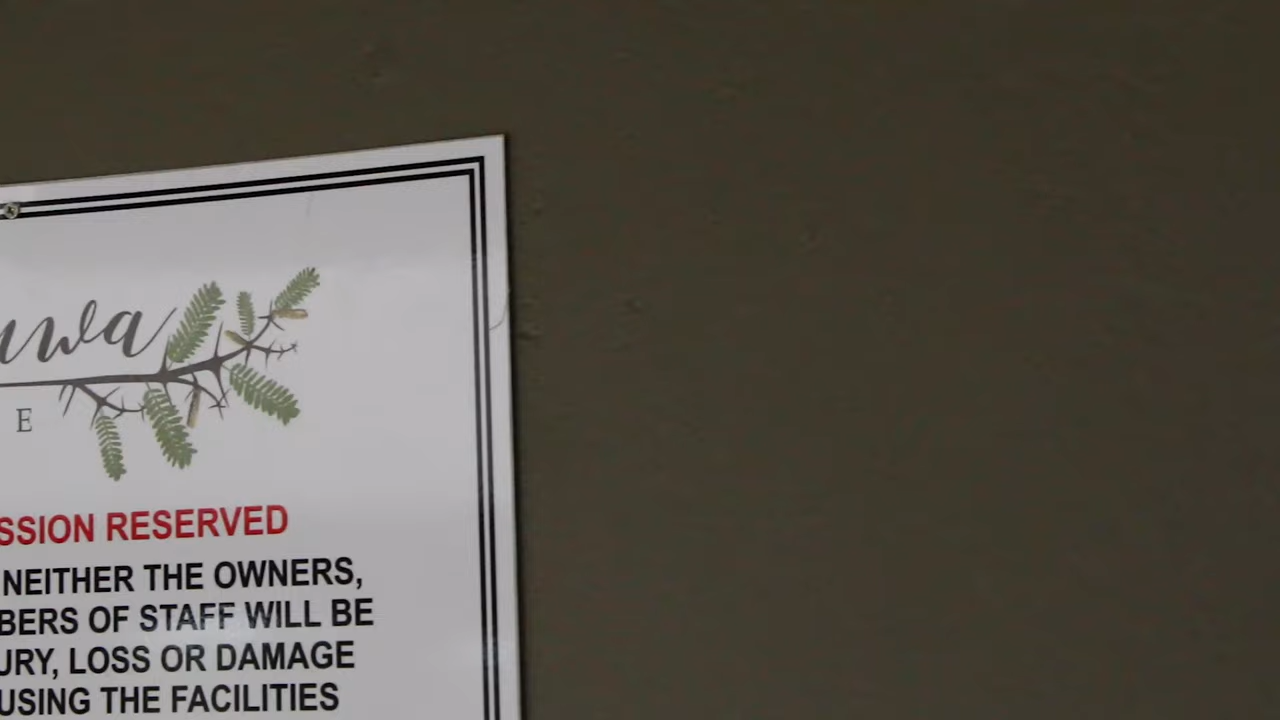 uwa
E
SSION RESERVED
NEITHER THE OWNERS,
BERS OF STAFF WILL BE
URY, LOSS OR DAMAGE
USING THE FACILITIES